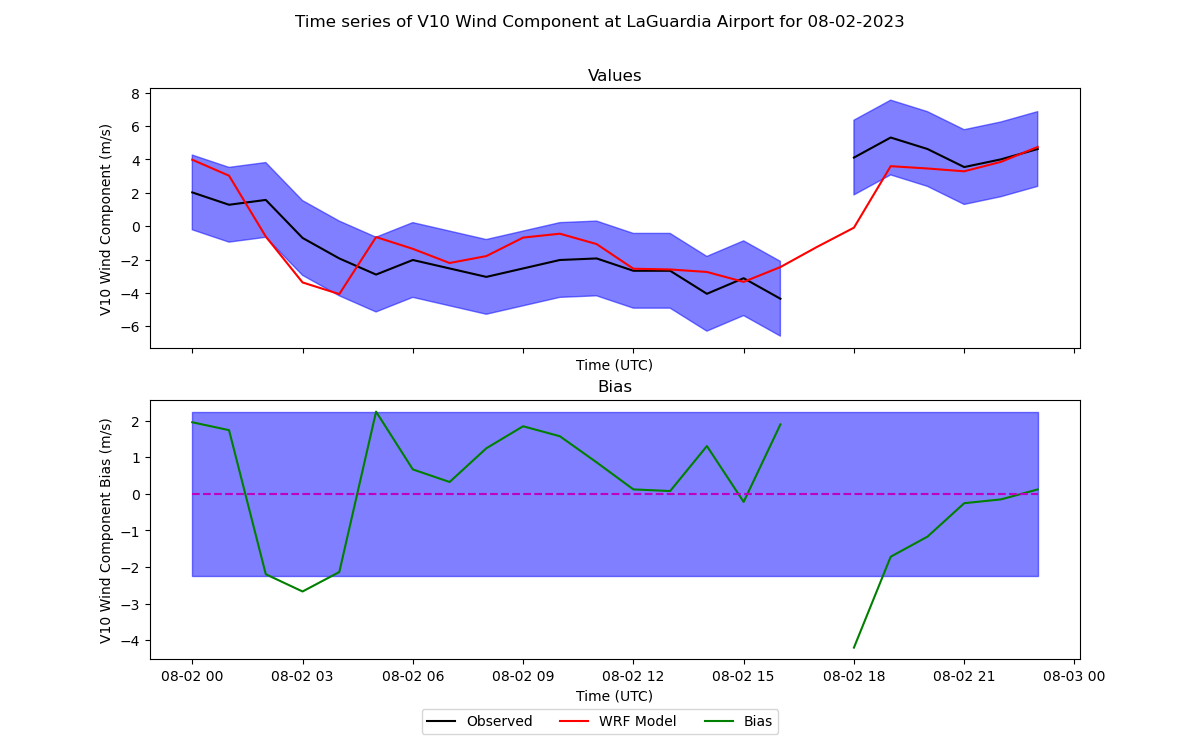 Time series of V10 Wind Component at LaGuardia Airport for 08-02-2023
Values
V10 Wind Component (m/s)
8
6
4
2
0
−2
−4
−6
Time (UTC)
Bias
V10 Wind Component Bias (m/s)
2
1
0
−1
−2
−3
−4
08-02 00 08-02 03 08-02 06 08-02 09 08-02 12 08-02 15 08-02 18 08-02 21 08-03 00
Time (UTC)
Observed WRF Model Bias